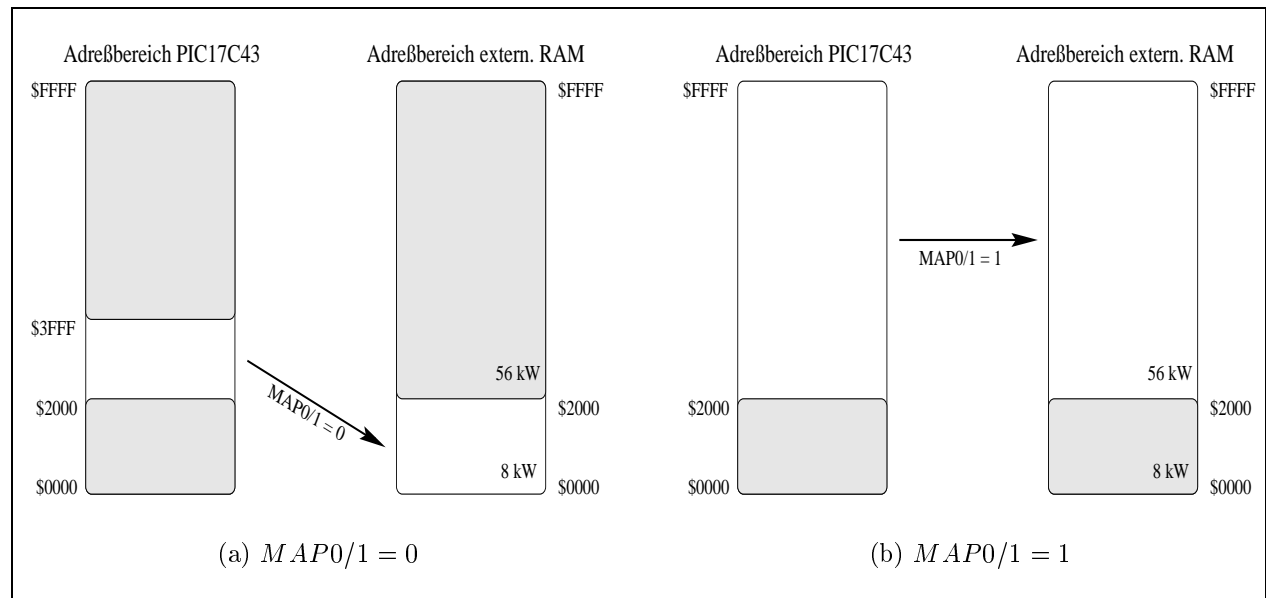 Adreßbereich PIC17C43
Adreßbereich extern. RAM
$FFFF
$FFFF
$3FFF
56 kW
MAP0/1 = 0
$2000
$2000
8 kW
$0000
$0000
(a) MAP0/1 = 0
Adreßbereich PIC17C43
Adreßbereich extern. RAM
$FFFF
$FFFF
MAP0/1 = 1
56 kW
$2000
$2000
8 kW
$0000
$0000
(b) MAP0/1 = 1